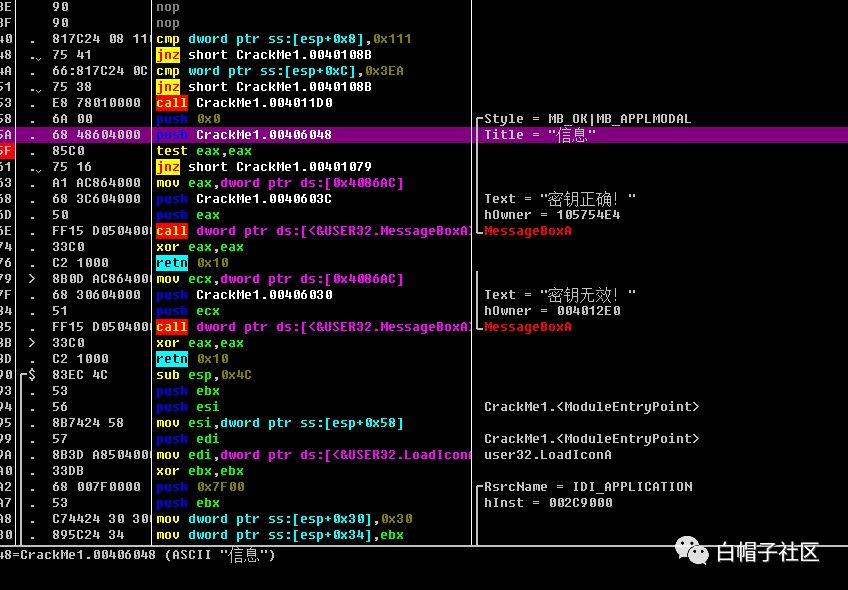 BE 90 nop
BF 90 nop
40 . 817C24 08 110 cmp dword ptr ss:[esp+0x8],0x111
48 . 75 41 jnz short CrackMe1.0040108B
4A . 66:817C24 0C cmp word ptr ss:[esp+0xC],0x3EA
51 . 75 38 jnz short CrackMe1.0040108B
53 . E8 78010000 call CrackMe1.004011D0
58 . 6A 00 push 0x0 Style = MB_OK|MB_APPLMODAL
5A . 68 48604000 push CrackMe1.00406048 Title = "信息"
5F . 85C0 test eax,eax
61 . 75 16 jnz short CrackMe1.00401079
63 . A1 AC864000 mov eax,dword ptr ds:[0x4086AC]
68 . 68 3C604000 push CrackMe1.0040603C Text = "密钥正确！"
6D . 50 push eax hOwner = 105754E4
6E . FF15 D0504000 call dword ptr ds:[<&USER32.MessageBoxA> MessageBoxA
74 . 33C0 xor eax,eax
76 . C2 1000 retn 0x10
79 > 8B0D AC864000 mov ecx,dword ptr ds:[0x4086AC]
7F . 68 30604000 push CrackMe1.00406030 Text = "密钥无效！"
84 . 51 push ecx hOwner = 004012E0
85 . FF15 D0504000 call dword ptr ds:[<&USER32.MessageBoxA> MessageBoxA
8B > 33C0 xor eax,eax
8D . C2 1000 retn 0x10
90 $ 83EC 4C sub esp,0x4C
93 . 53 push ebx
94 . 56 push esi CrackMe1.<ModuleEntryPoint>
95 . 8B7424 58 mov esi,dword ptr ss:[esp+0x58]
99 . 57 push edi CrackMe1.<ModuleEntryPoint>
9A . 8B3D A8504000 mov edi,dword ptr ds:[<&USER32.LoadIconA user32.LoadIconA
A0 . 33DB xor ebx,ebx
A2 . 68 007F0000 push 0x7F00 RsrcName = IDI_APPLICATION
A7 . 53 push ebx hInst = 002C9000
A8 . C74424 30 300 mov dword ptr ss:[esp+0x30],0x30
B0 . 895C24 34 mov dword ptr ss:[esp+0x34],ebx
48=CrackMe1.00406048 (ASCII "信息")
白帽子社区